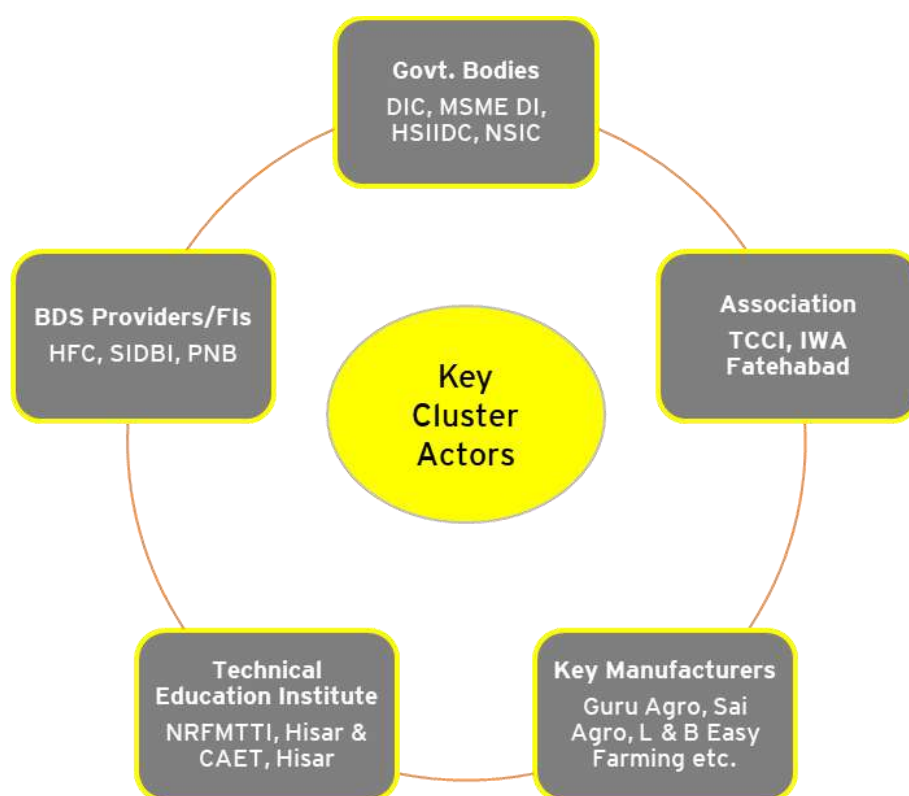 Govt. Bodies
DIC, MSME DI,
HSIIDC, NSIC
BDS Providers/FIs
HFC, SIDBI, PNB
Association
TCCI, IWA
Fatehabad
Key
Cluster
Actors
Technical
Education Institute
NRFMTTI, Hisar &
CAET, Hisar
Key Manufacturers
Guru Agro, Sai
Agro, L & B Easy
Farming etc.